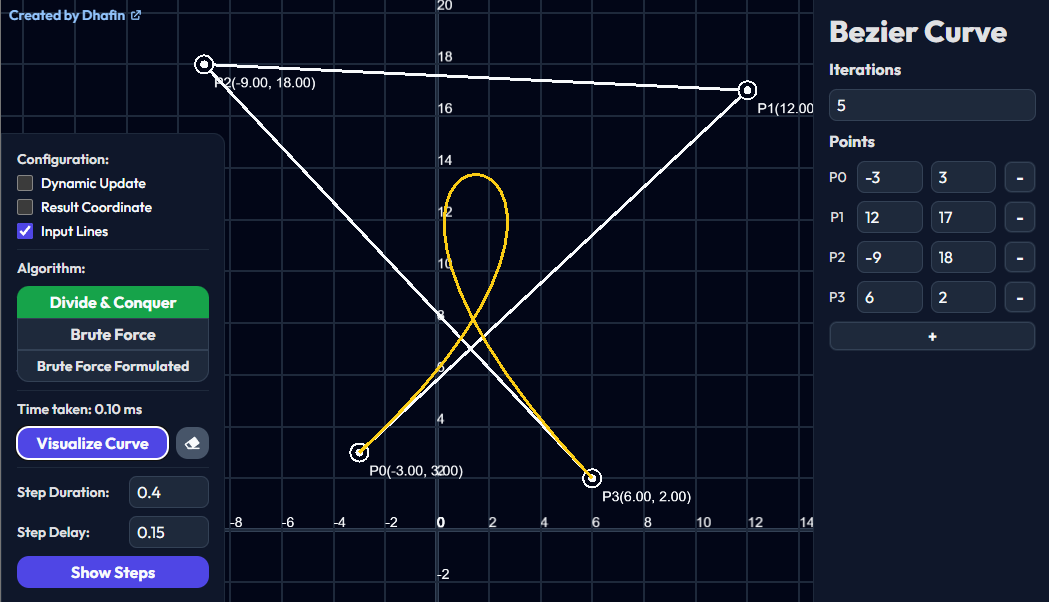 Created by Dhafin
Configuration:
Dynamic Update
Result Coordinate
Input Lines
Algorithm:
Divide & Conquer
Brute Force
Brute Force Formulated
Time taken: 0.10 ms
Visualize Curve
Step Duration: 0.4
Step Delay: 0.15
Show Steps
20
18
16
14
12
10
8
6
4
2
-2
-8 -6 -4 -2 0 2 4 6 8 10 12 14
P2(-9.00, 18.00)
P1(12.00
P0(-3.00, 3.00)
P3(6.00, 2.00)
Bezier Curve
Iterations
5
Points
P0 -3 3 -
P1 12 17 -
P2 -9 18 -
P3 6 2 -
+